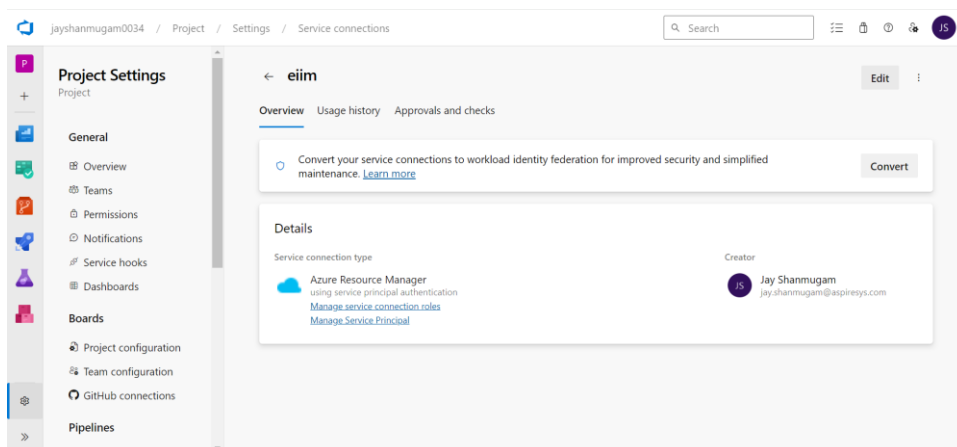 jayshanmugam0034 / Project / Settings / Service connections
Search
JS
P
Project Settings
Project
General
Overview
Teams
Permissions
Notifications
Service hooks
Dashboards
Boards
Project configuration
Team configuration
GitHub connections
Pipelines
eiim
Edit
Overview Usage history Approvals and checks
Convert your service connections to workload identity federation for improved security and simplified
maintenance. Learn more
Convert
Details
Service connection type
Azure Resource Manager
using service principal authentication
Manage service connection roles
Manage Service Principal
Creator
JS
Jay Shanmugam
jay.shanmugam@aspiresys.com